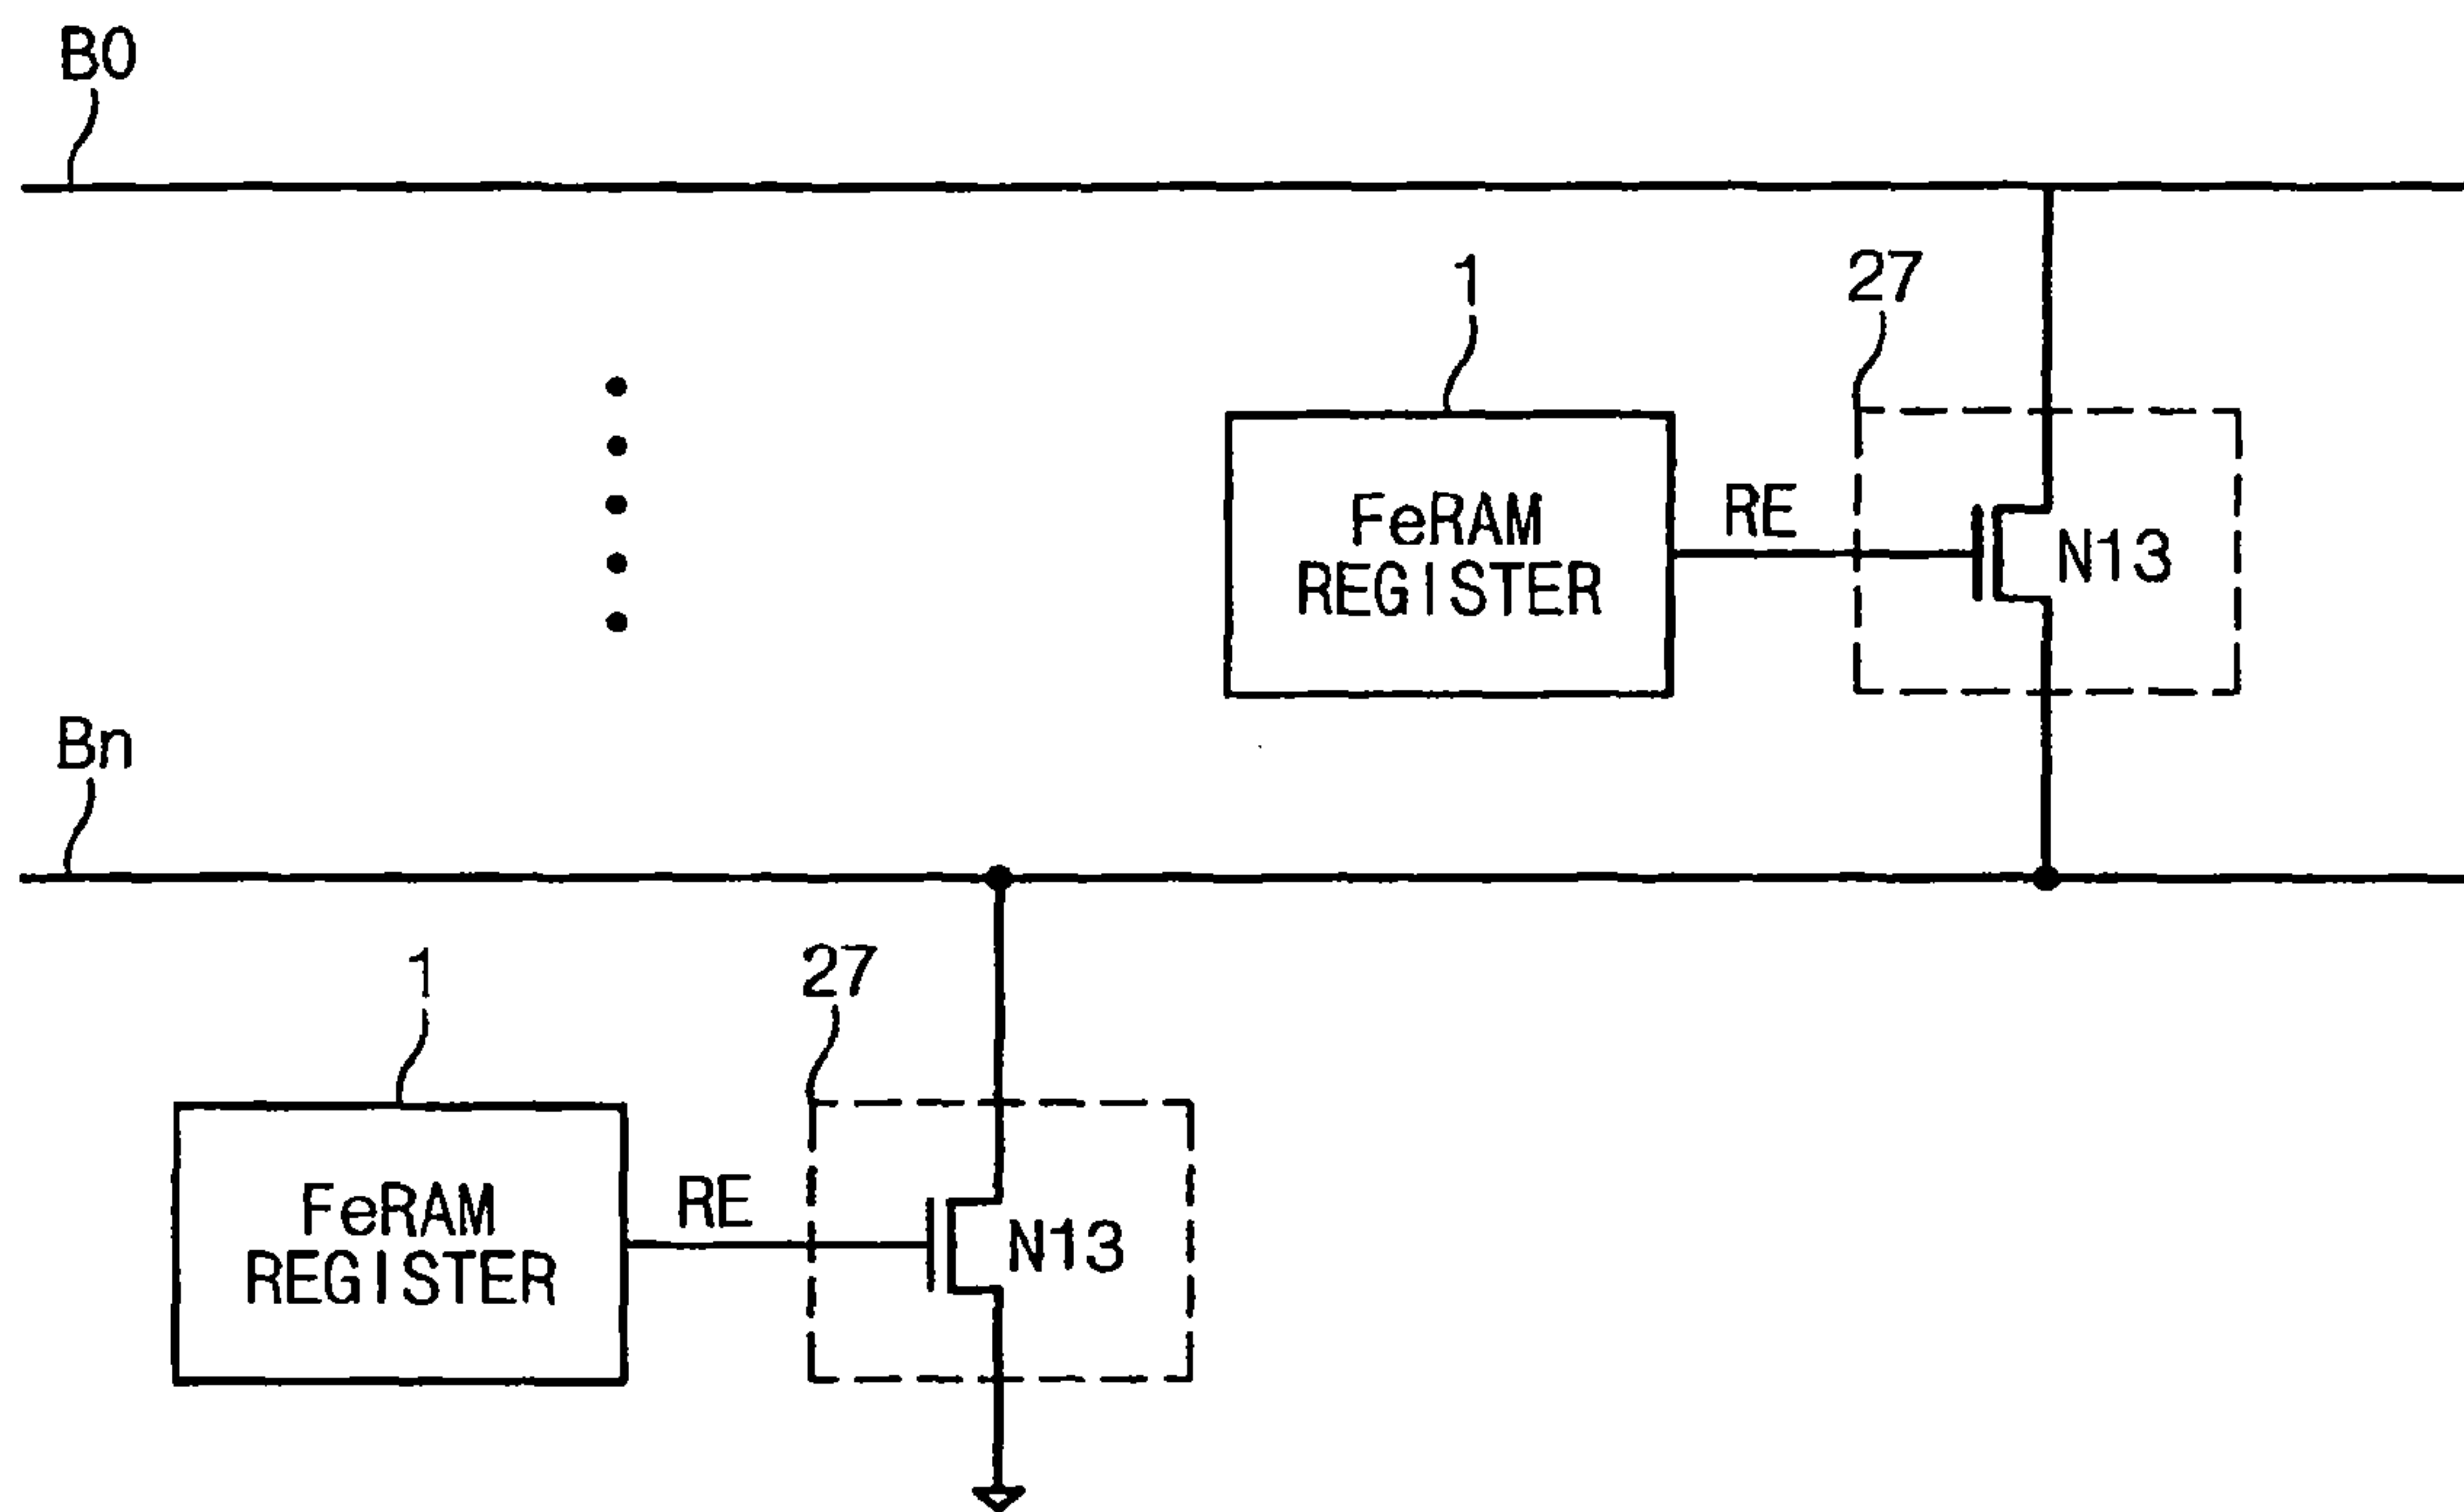 B0
1
27
FeRAM
REGISTER
RE
N13
Bn
1
27
FeRAM
REGISTER
RE
N13